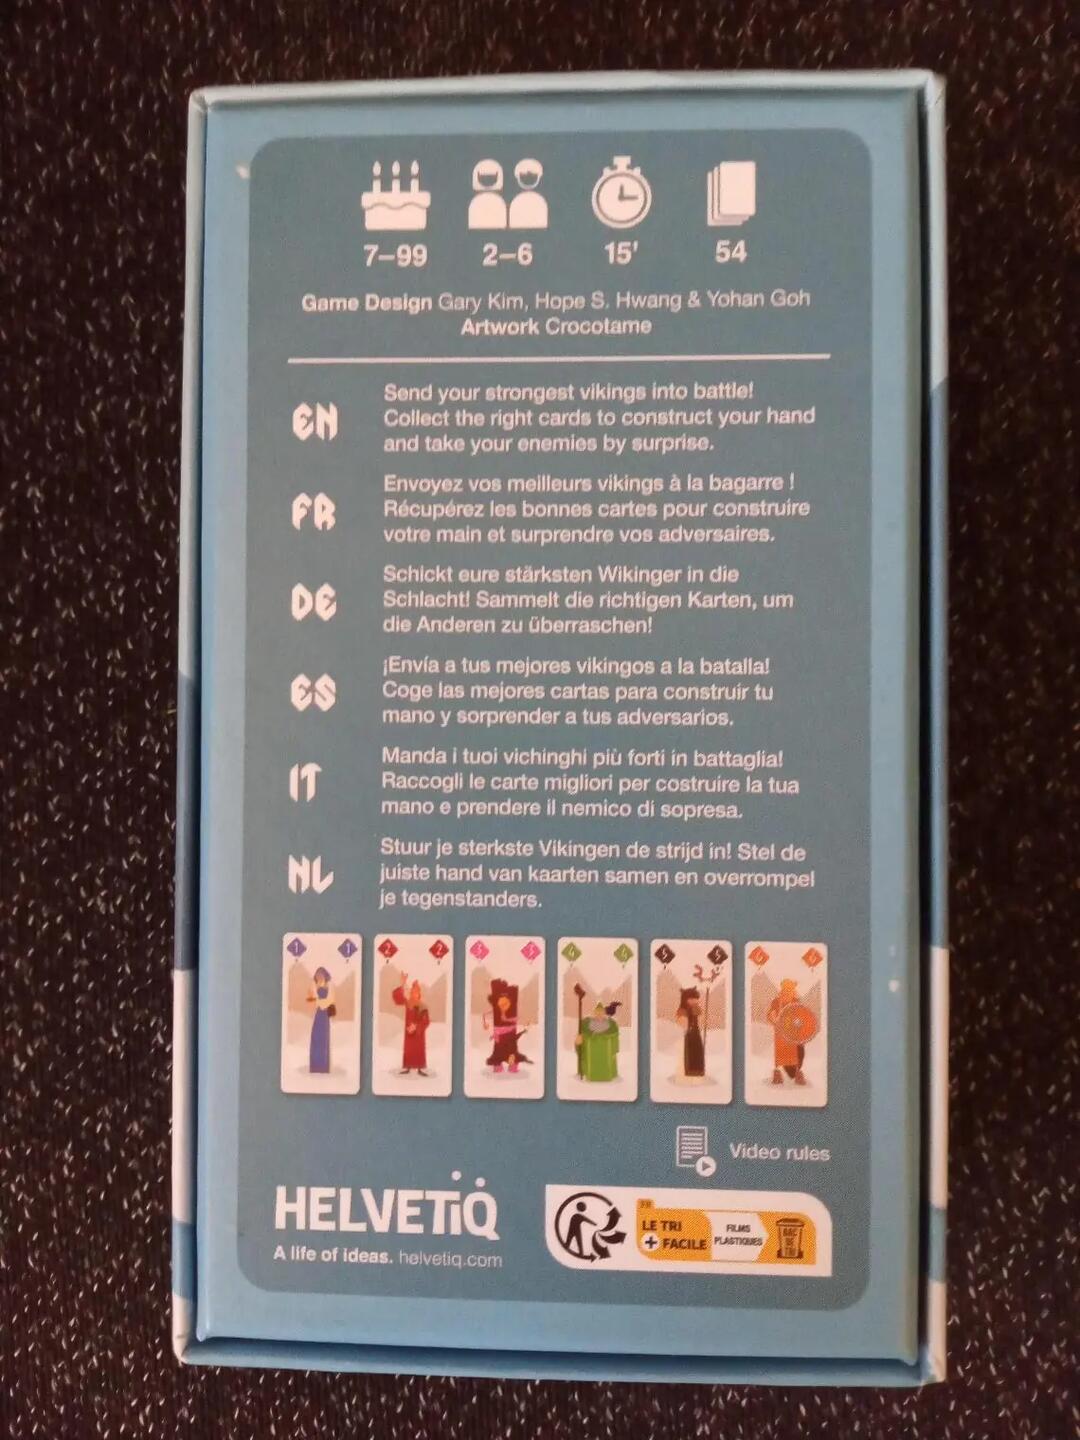 7–99 2–6 15' 54
Game Design Gary Kim, Hope S. Hwang & Yohan Goh
Artwork Crocotame
EN
Send your strongest vikings into battle!
Collect the right cards to construct your hand
and take your enemies by surprise.
FR
Envoyez vos meilleurs vikings à la bagarre !
Récupérez les bonnes cartes pour construire
votre main et surprendre vos adversaires.
DE
Schickt eure stärksten Wikinger in die
Schlacht! Sammelt die richtigen Karten, um
die Anderen zu überraschen!
ES
¡Envía a tus mejores vikingos a la batalla!
Coge las mejores cartas para construir tu
mano y sorprender a tus adversarios.
IT
Manda i tuoi vichinghi più forti in battaglia!
Raccogli le carte migliori per costruire la tua
mano e prendere il nemico di sopresa.
NL
Stuur je sterkste Vikingen de strijd in! Stel de
juiste hand van kaarten samen en overrompel
je tegenstanders.
1 1 2 2 3 3 4 4 5 5 6 6
Video rules
HELVETiQ
A life of ideas. helvetiq.com
FR
LE TRI
+ FACILE
FILMS
PLASTIQUES
BAC
DE
TRI